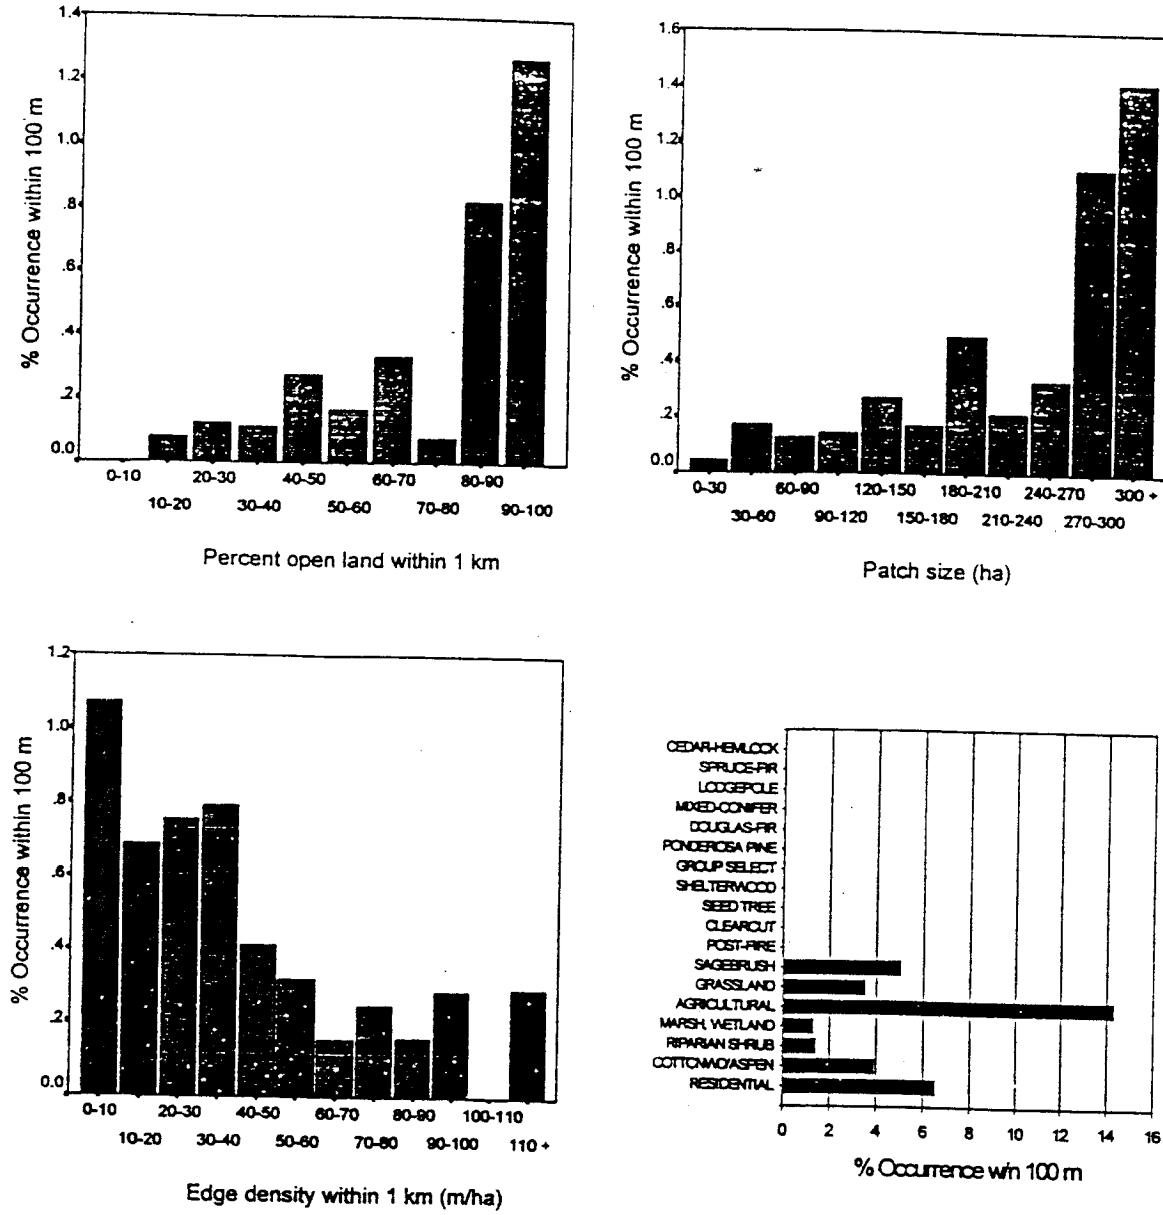 1.4
1.2
1.0
.8
.6
.4
.2
0.0
% Occurrence within 100 m
0-10 20-30 40-50 60-70 80-90
10-20 30-40 50-60 70-80 90-100
Percent open land within 1 km
1.6
1.4
1.2
1.0
.8
.6
.4
.2
0.0
% Occurrence within 100 m
0-30 60-90 120-150 180-210 240-270 300 +
30-60 90-120 150-180 210-240 270-300
Patch size (ha)
1.2
1.0
.8
.6
.4
.2
0.0
% Occurrence within 100 m
0-10 20-30 40-50 60-70 80-90 100-110
10-20 30-40 50-60 70-80 90-100 110 +
Edge density within 1 km (m/ha)
CEDAR-HEMLOCK
SPRUCE-FIR
LODGEPOLE
MIXED-CONIFER
DOUGLAS-FIR
PONDEROSA PINE
GROUP SELECT
SHELTERWOOD
SEED TREE
CLEARCUT
POST-FIRE
SAGEBRUSH
GRASSLAND
AGRICULTURAL
MARSH, WETLAND
RIPARIAN SHRUB
COTTONWO/ASPEN
RESIDENTIAL
0 2 4 6 8 10 12 14 16
% Occurrence w/n 100 m